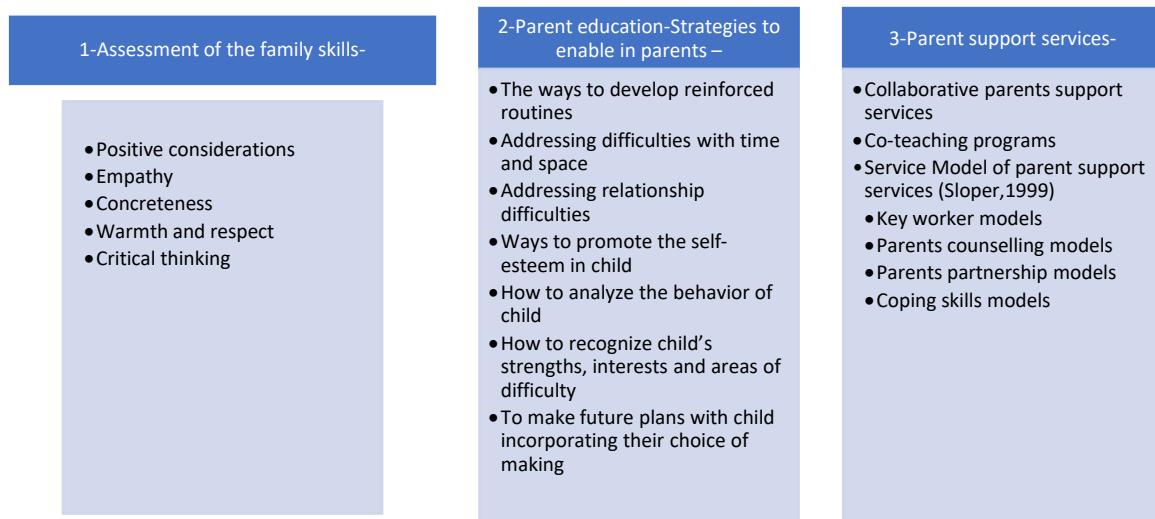 1-Assessment of the family skills-
•Positive considerations
•Empathy
•Concreteness
•Warmth and respect
•Critical thinking
2-Parent education-Strategies to
enable in parents –
•The ways to develop reinforced
routines
•Addressing difficulties with time
and space
•Addressing relationship
difficulties
•Ways to promote the self-
esteem in child
•How to analyze the behavior of
child
•How to recognize child’s
strengths, interests and areas of
difficulty
•To make future plans with child
incorporating their choice of
making
3-Parent support services-
•Collaborative parents support
services
•Co-teaching programs
•Service Model of parent support
services (Sloper,1999)
•Key worker models
•Parents counselling models
•Parents partnership models
•Coping skills models